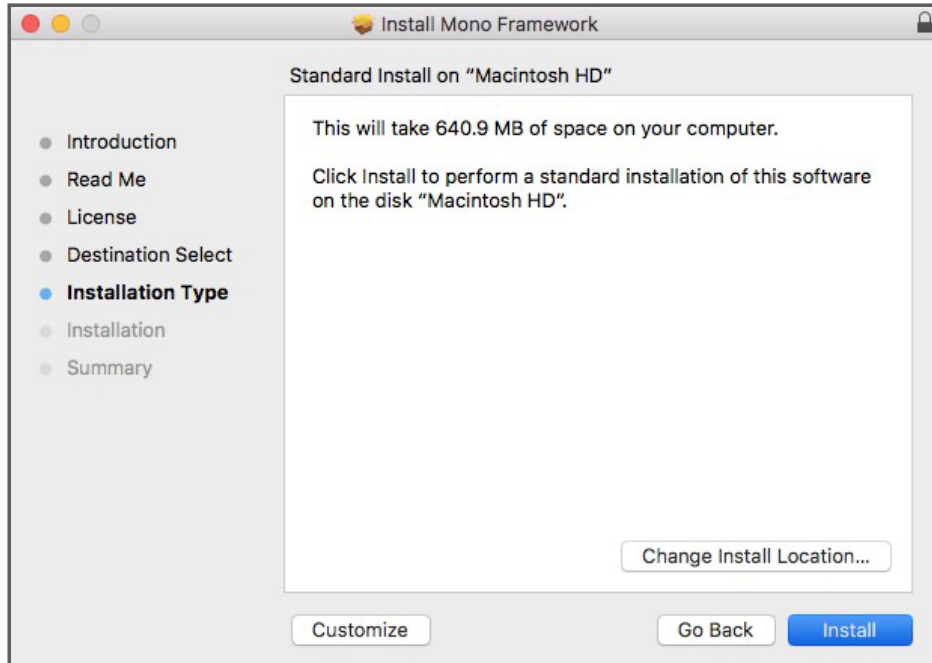 Install Mono Framework
Standard Install on “Macintosh HD”
Introduction
Read Me
License
Destination Select
Installation Type
Installation
Summary
This will take 640.9 MB of space on your computer.
Click Install to perform a standard installation of this software
on the disk “Macintosh HD”.
Change Install Location...
Customize
Go Back
Install